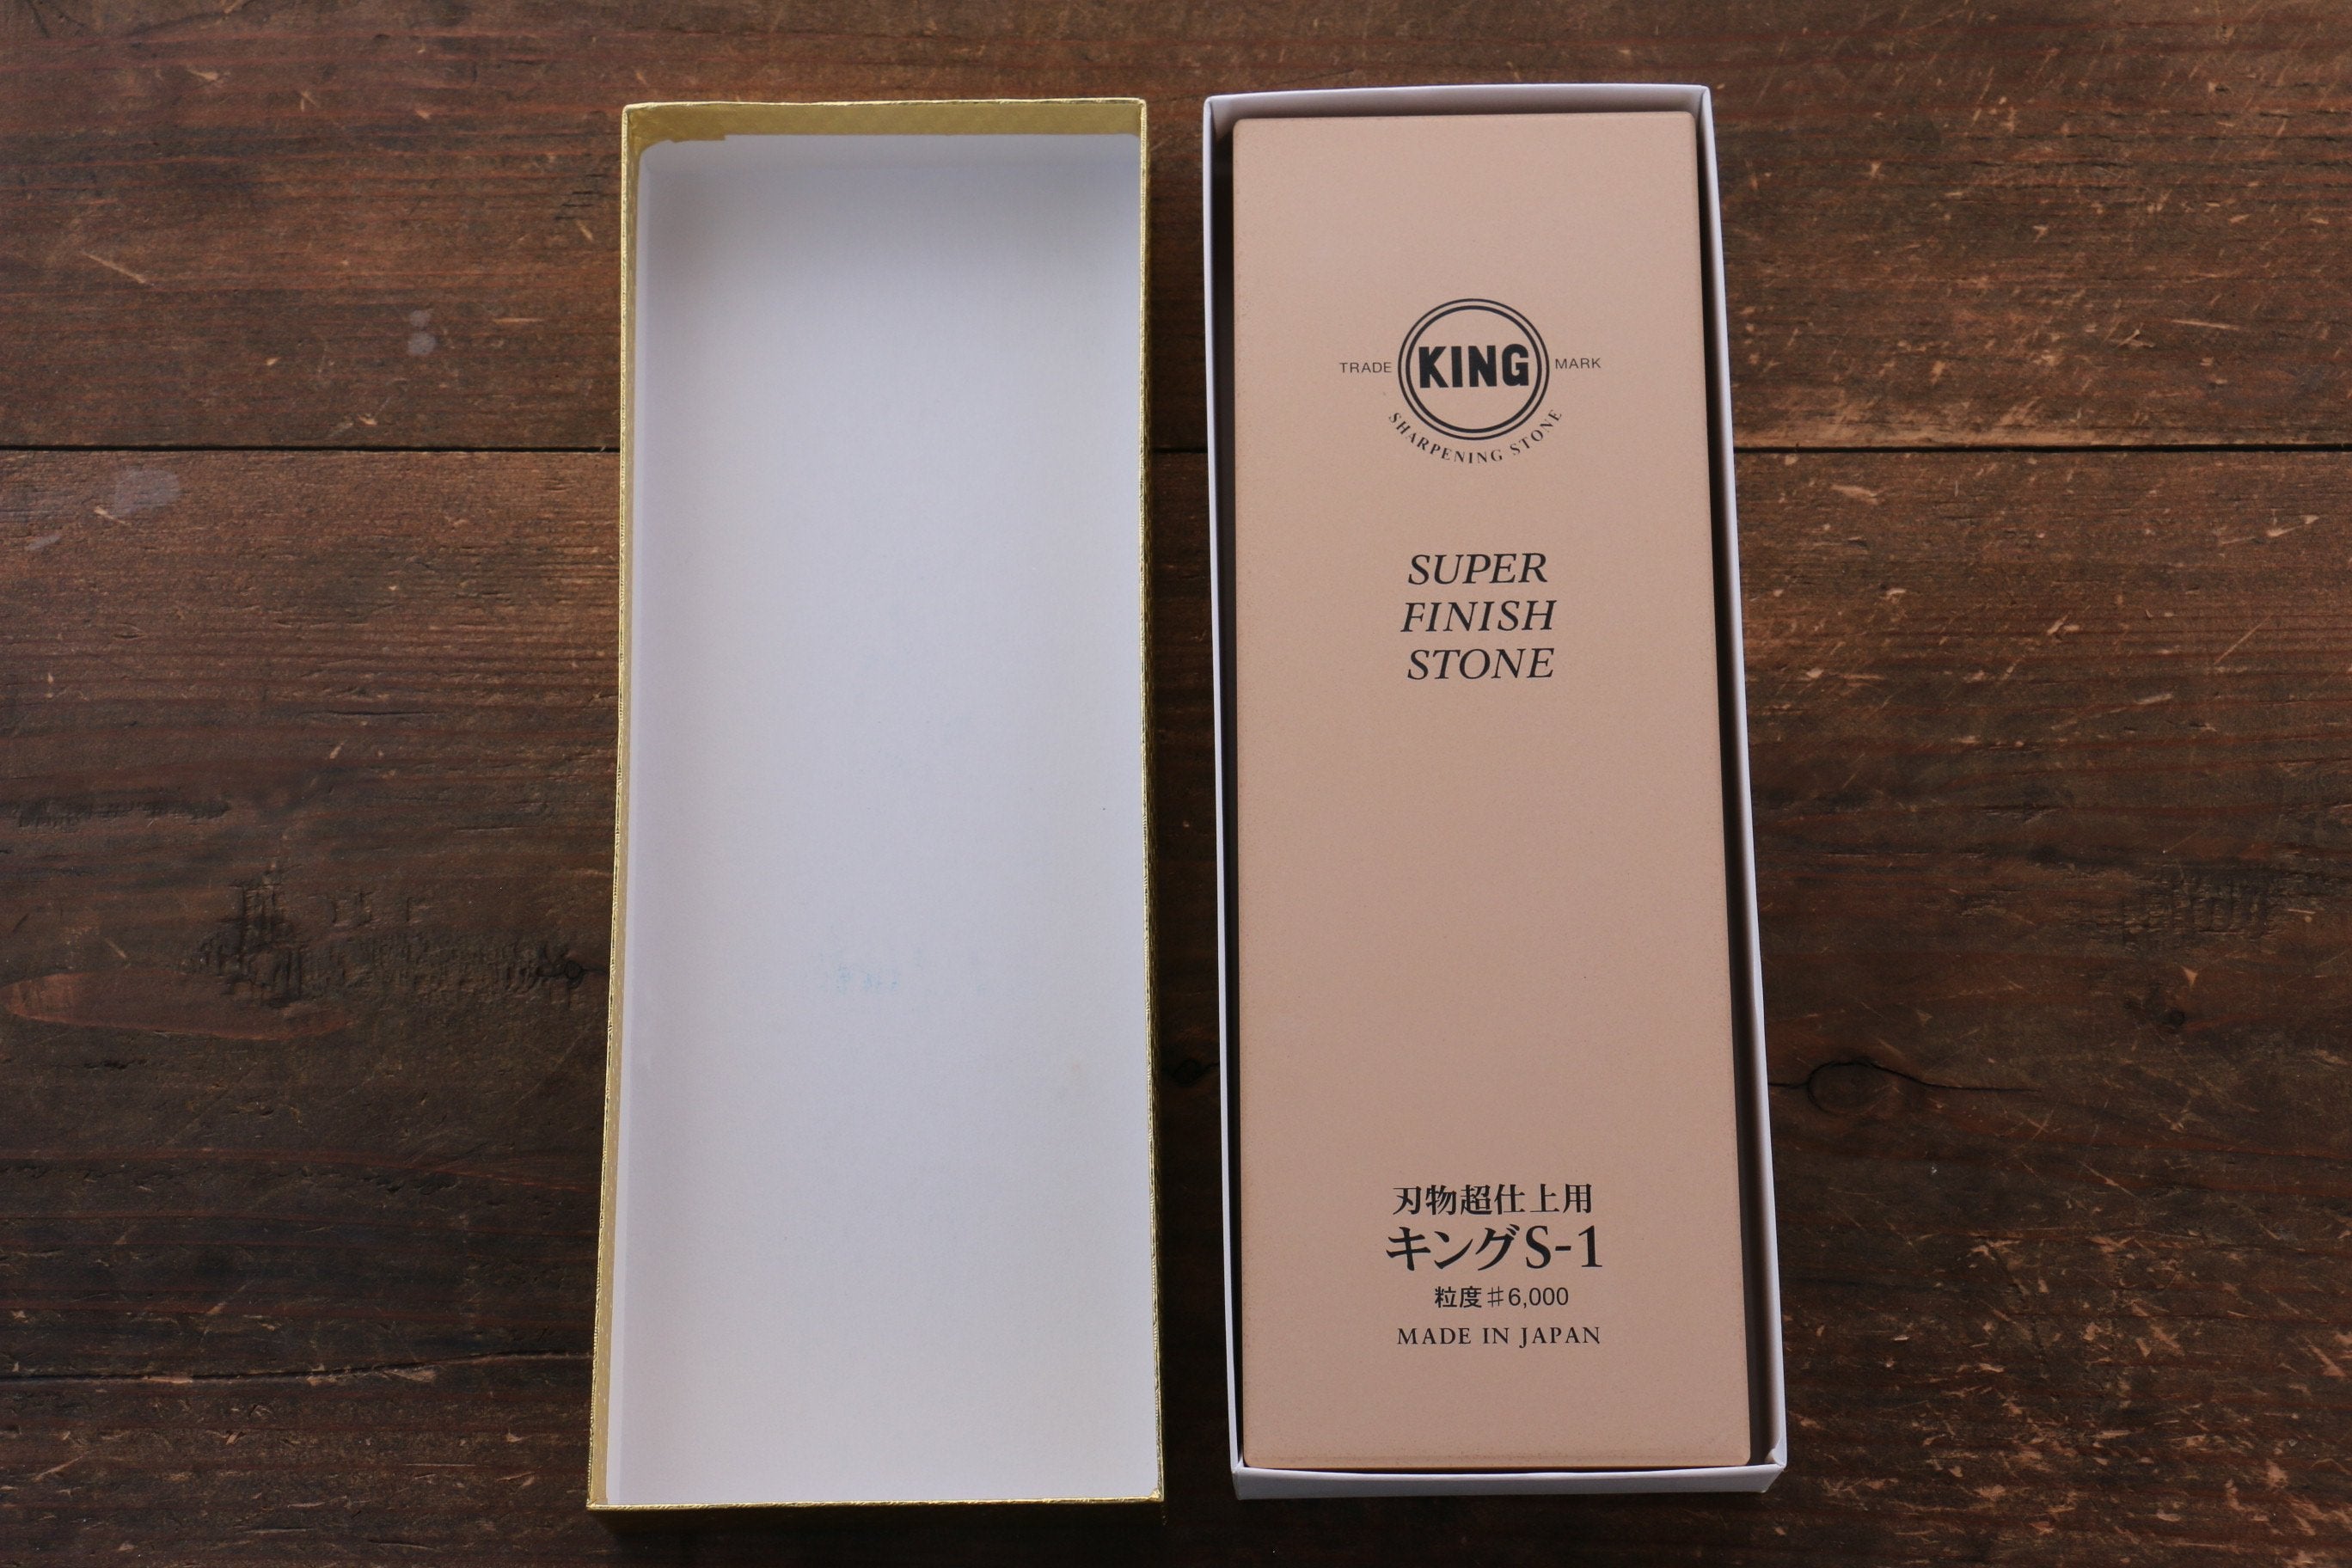 TRADE KING MARK
SHARPENING STONE
SUPER
FINISH
STONE
刃物超仕上用
キングS-1
粒度#6,000
MADE IN JAPAN